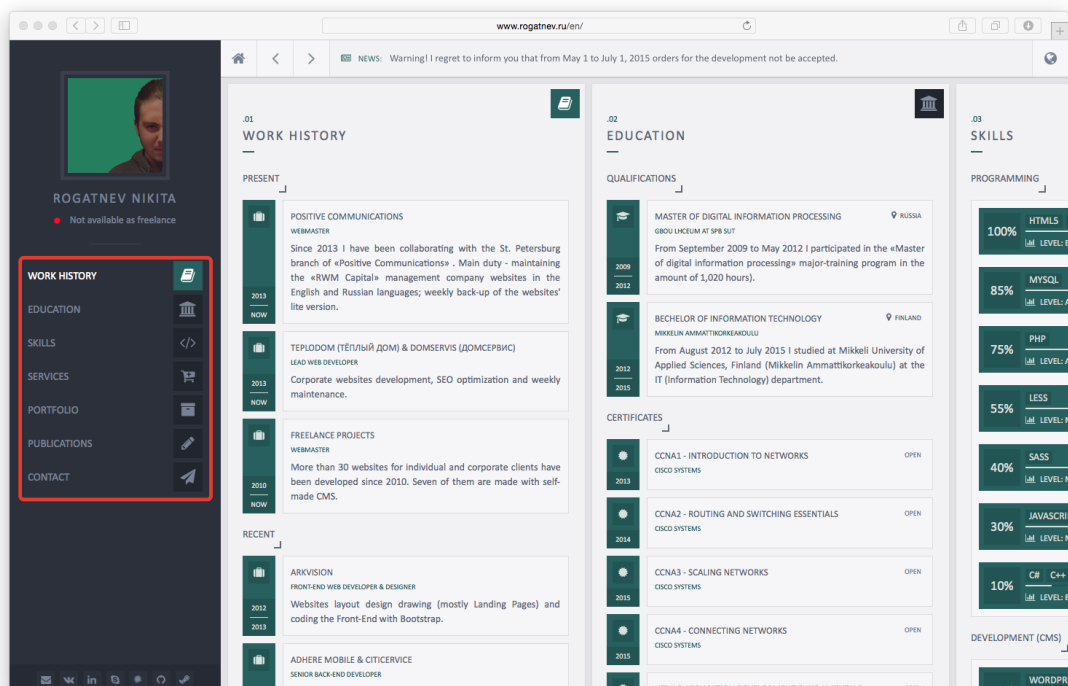 www.rogatnev.ru/en/
NEWS: Warning! I regret to inform you that from May 1 to July 1, 2015 orders for the development not be accepted.
ROGATNEV NIKITA
Not available as freelance
WORK HISTORY
EDUCATION
SKILLS
SERVICES
PORTFOLIO
PUBLICATIONS
CONTACT
.01
WORK HISTORY
PRESENT
2013
NOW
POSITIVE COMMUNICATIONS
WEBMASTER
Since 2013 I have been collaborating with the St. Petersburg
branch of «Positive Communications» . Main duty - maintaining
the «RWM Capital» management company websites in the
English and Russian languages; weekly back-up of the websites'
lite version.
2013
NOW
TEPLODOM (ТЁПЛЫЙ ДОМ) & DOMSERVIS (ДОМСЕРВИС)
LEAD WEB DEVELOPER
Corporate websites development, SEO optimization and weekly
maintenance.
2010
NOW
FREELANCE PROJECTS
WEBMASTER
More than 30 websites for individual and corporate clients have
been developed since 2010. Seven of them are made with self-
made CMS.
RECENT
2012
2013
ARKVISION
FRONT-END WEB DEVELOPER & DESIGNER
Websites layout design drawing (mostly Landing Pages) and
coding the Front-End with Bootstrap.
ADHERE MOBILE & CITICERVICE
SENIOR BACK-END DEVELOPER
.02
EDUCATION
QUALIFICATIONS
2009
2012
MASTER OF DIGITAL INFORMATION PROCESSING
RUSSIA
GBOU LHCEUM AT SPB SUT
From September 2009 to May 2012 I participated in the «Master
of digital information processing» major-training program in the
amount of 1,020 hours).
2012
2015
BECHELOR OF INFORMATION TECHNOLOGY
FINLAND
MIKKELIN AMMATTIKORKEAKOULU
From August 2012 to July 2015 I studied at Mikkeli University of
Applied Sciences, Finland (Mikkelin Ammattikorkeakoulu) at the
IT (Information Technology) department.
CERTIFICATES
2013
CCNA1 - INTRODUCTION TO NETWORKS
OPEN
CISCO SYSTEMS
2014
CCNA2 - ROUTING AND SWITCHING ESSENTIALS
OPEN
CISCO SYSTEMS
2015
CCNA3 - SCALING NETWORKS
OPEN
CISCO SYSTEMS
2015
CCNA4 - CONNECTING NETWORKS
OPEN
CISCO SYSTEMS
.03
SKILLS
PROGRAMMING
100%
HTML5
LEVEL:
85%
MYSQL
LEVEL:
75%
PHP
LEVEL:
55%
LESS
LEVEL:
40%
SASS
LEVEL:
30%
JAVASCRI
LEVEL:
10%
C# C++
LEVEL:
DEVELOPMENT (CMS)
WORDPR